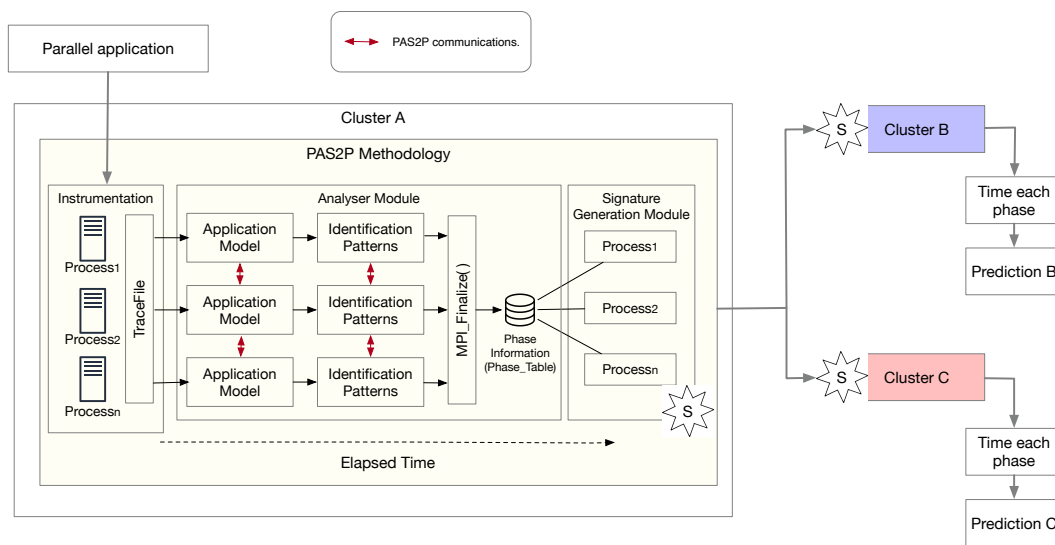 Parallel application
PAS2P communications.
Cluster A
PAS2P Methodology
Instrumentation
Process1
Process2
Processn
TraceFile
Analyser Module
Application
Model
Identification
Patterns
Application
Model
Identification
Patterns
Application
Model
Identification
Patterns
MPI_Finalize()
Phase
Information
(Phase_Table)
Signature
Generation Module
Process1
Process2
Processn
S
Elapsed Time
S
Cluster B
Time each
phase
Prediction B
S
Cluster C
Time each
phase
Prediction C